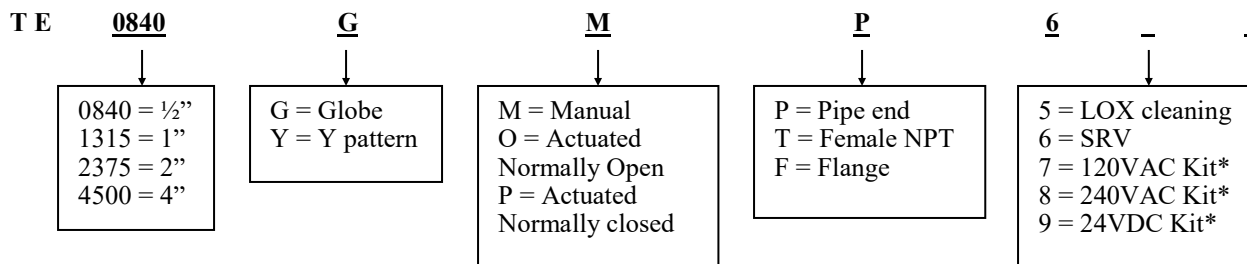 T E 0840 G M P 6 _ _
0840 = ½”
1315 = 1”
2375 = 2”
4500 = 4”
G = Globe
Y = Y pattern
M = Manual
O = Actuated
Normally Open
P = Actuated
Normally closed
P = Pipe end
T = Female NPT
F = Flange
5 = LOX cleaning
6 = SRV
7 = 120VAC Kit*
8 = 240VAC Kit*
9 = 24VDC Kit*